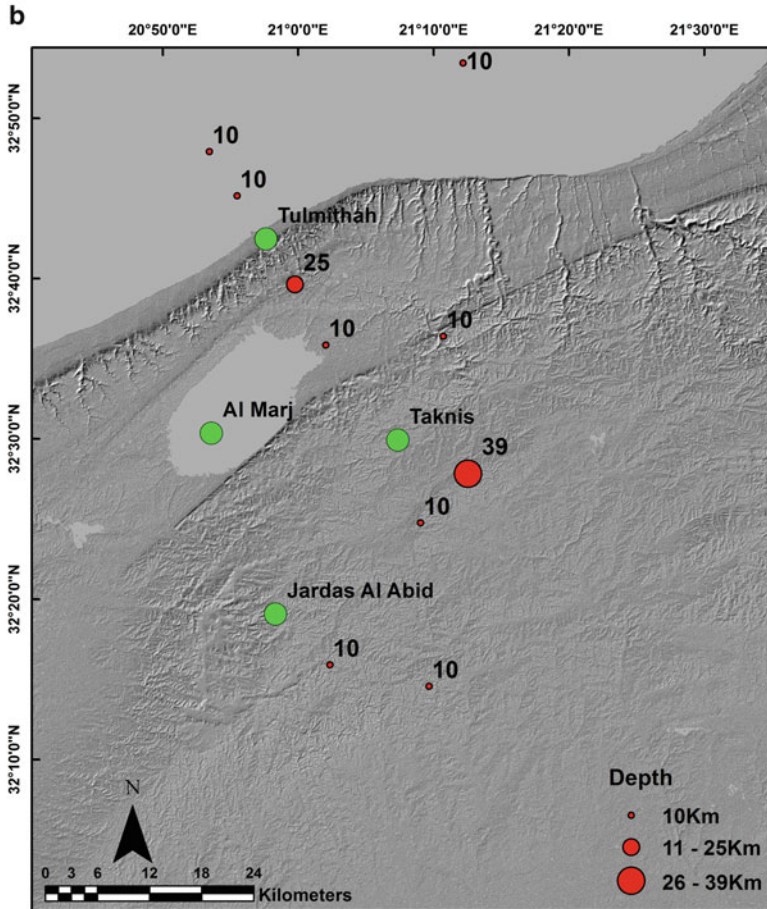 b
20°50'0"E 21°0'0"E 21°10'0"E 21°20'0"E 21°30'0"E
10
32°50'0"N
10
10
Tulmithah
32°40'0"N
25
10
10
Al Marj
Taknis
32°30'0"N
39
10
Jardas Al Abid
32°20'0"N
10
10
32°10'0"N
N
0 3 6 12 18 24
Kilometers
Depth
10Km
11 - 25Km
26 - 39Km